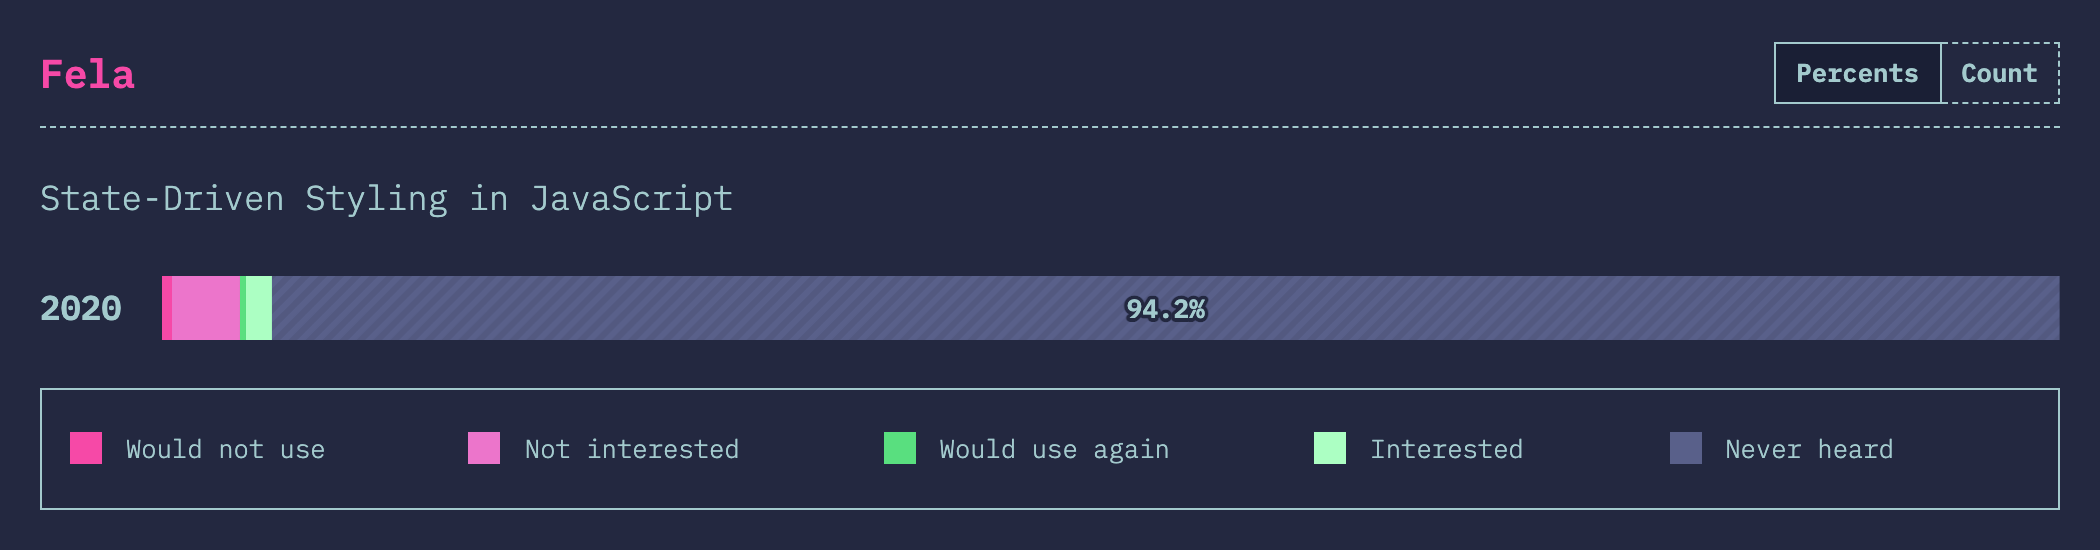 Fela
Percents Count
State-Driven Styling in JavaScript
2020 94.2%
Would not use Not interested Would use again Interested Never heard